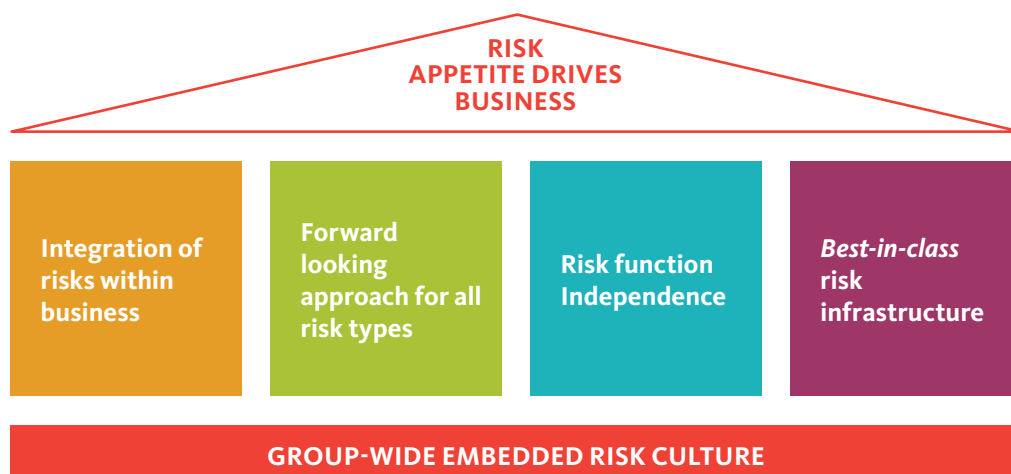 RISK
APPETITE DRIVES
BUSINESS
Integration of
risks within
business
Forward
looking
approach for all
risk types
Risk function
Independence
Best-in-class
risk
infrastructure
GROUP-WIDE EMBEDDED RISK CULTURE